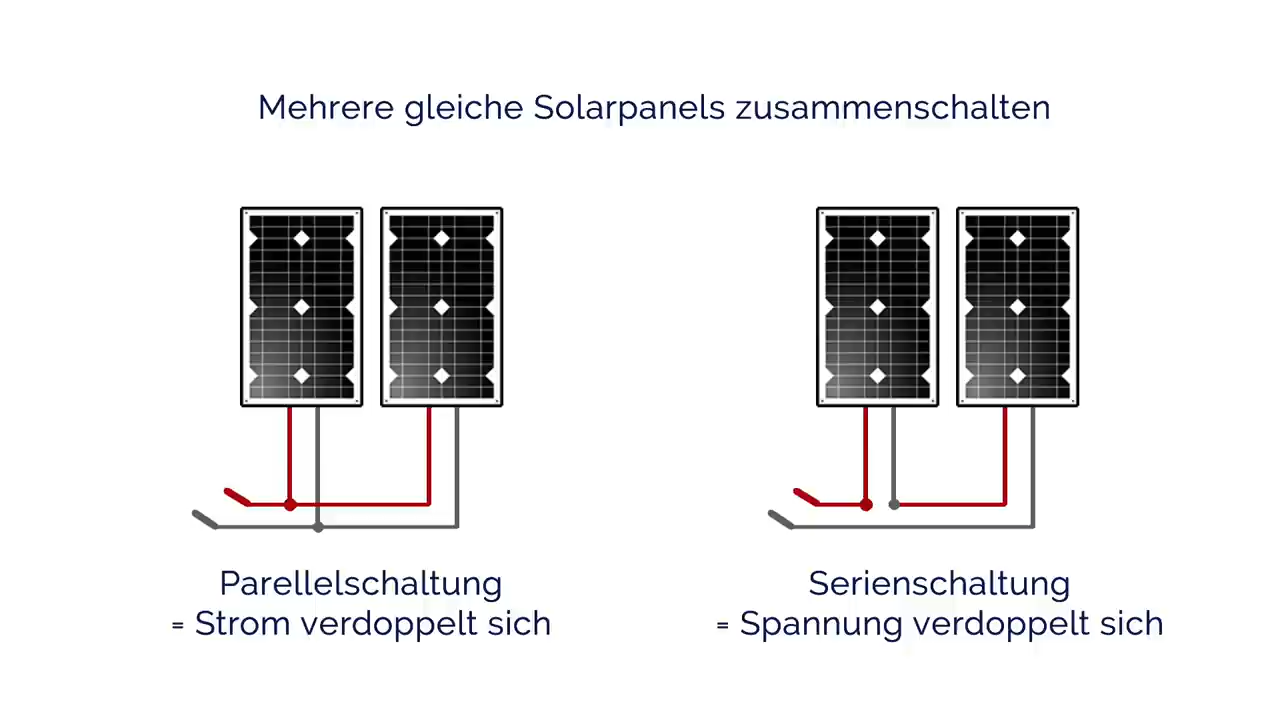 Mehrere gleiche Solarpanels zusammenschalten
Parellelschaltung
= Strom verdoppelt sich
Serienschaltung
= Spannung verdoppelt sich